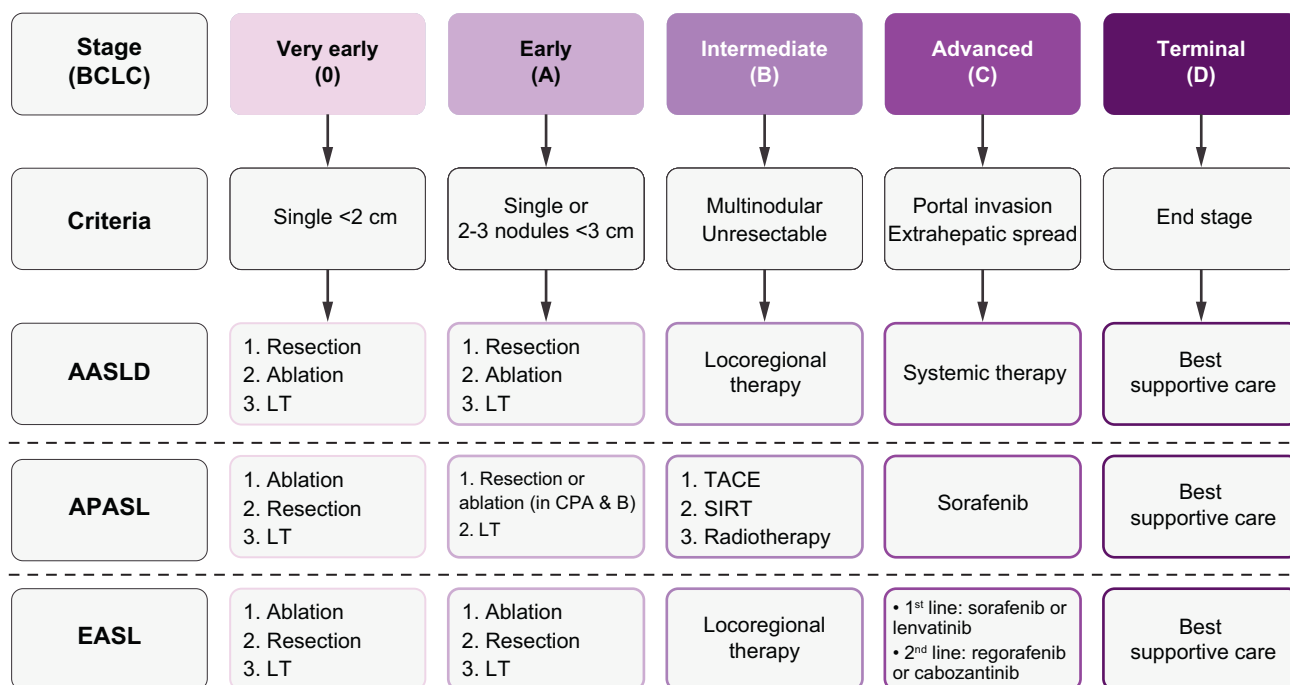 Stage
(BCLC)
Very early
(0)
Early
(A)
Intermediate
(B)
Advanced
(C)
Terminal
(D)
Criteria
Single <2 cm
Single or
2-3 nodules <3 cm
Multinodular
Unresectable
Portal invasion
Extrahepatic spread
End stage
AASLD
1. Resection
2. Ablation
3. LT
1. Resection
2. Ablation
3. LT
Locoregional
therapy
Systemic therapy
Best
supportive care
APASL
1. Ablation
2. Resection
3. LT
1. Resection or
ablation (in CPA & B)
2. LT
1. TACE
2. SIRT
3. Radiotherapy
Sorafenib
Best
supportive care
EASL
1. Ablation
2. Resection
3. LT
1. Ablation
2. Resection
3. LT
Locoregional
therapy
• 1st line: sorafenib or
lenvatinib
• 2nd line: regorafenib
or cabozantinib
Best
supportive care